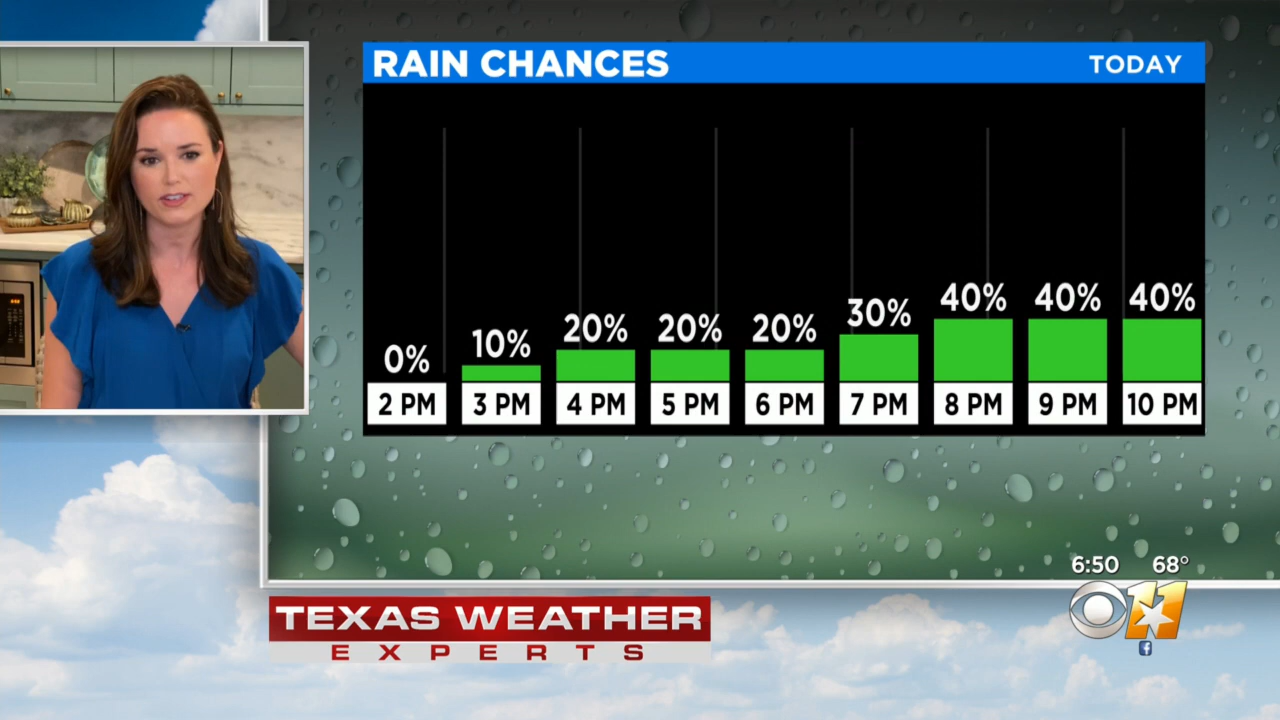 RAIN CHANCES TODAY
0% 10% 20% 20% 20% 30% 40% 40% 40%
2 PM 3 PM 4 PM 5 PM 6 PM 7 PM 8 PM 9 PM 10 PM
6:50 68°
11
TEXAS WEATHER
EXPERTS
f